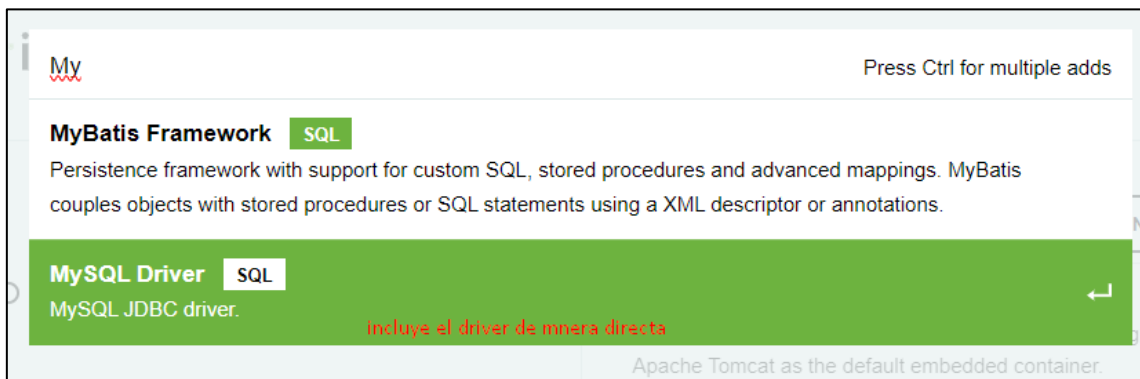 My
Press Ctrl for multiple adds
MyBatis Framework SQL
Persistence framework with support for custom SQL, stored procedures and advanced mappings. MyBatis
couples objects with stored procedures or SQL statements using a XML descriptor or annotations.
MySQL Driver SQL
MySQL JDBC driver.
incluye el driver de mnera directa
Apache Tomcat as the default embedded container.